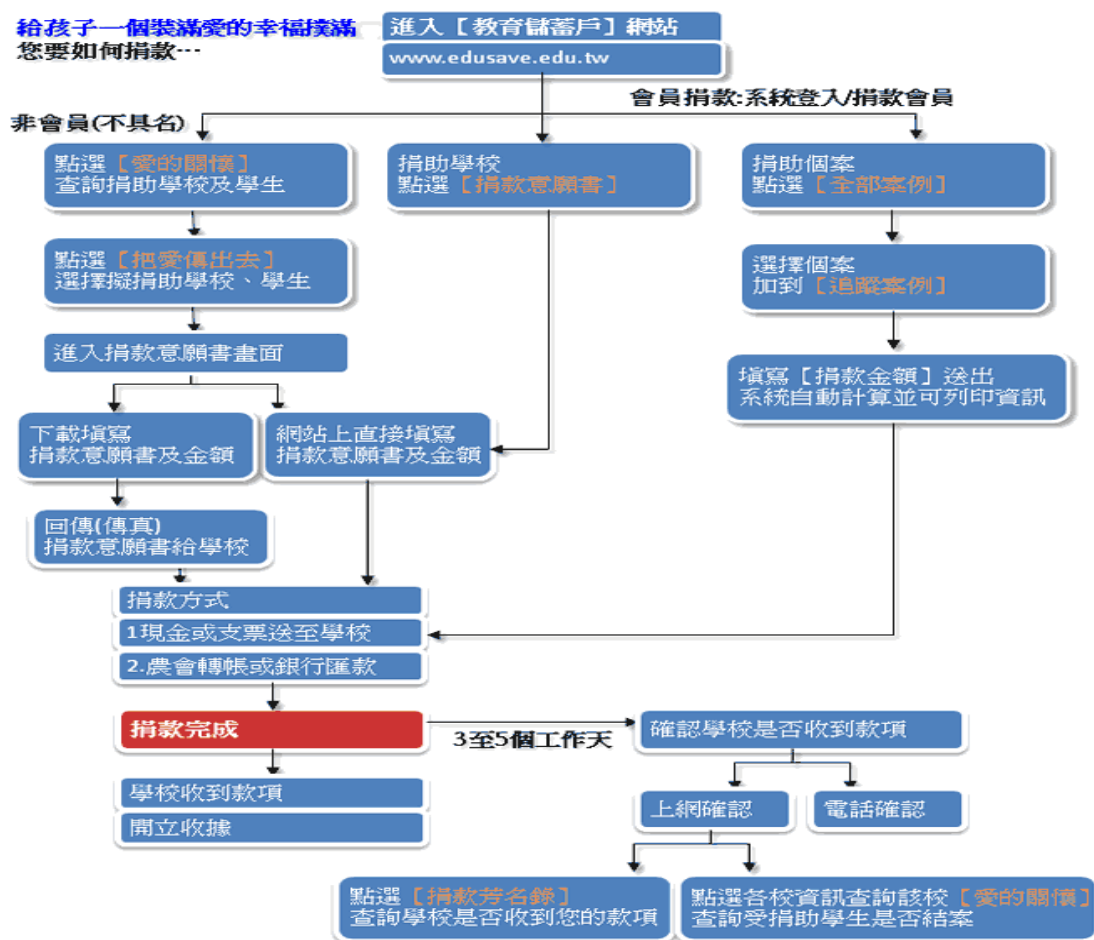 給孩子一個裝滿愛的幸福撲滿
您要如何捐款…
進入【教育儲蓄戶】網站
www.edusave.edu.tw
會員捐款:系統登入/捐款會員
非會員(不具名)
點選【愛的關懷】
查詢捐助學校及學生
捐助學校
點選【捐款意願書】
捐助個案
點選【全部案例】
點選【把愛傳出去】
選擇擬捐助學校、學生
選擇個案
加到【追蹤案例】
進入捐款意願書畫面
填寫【捐款金額】送出
系統自動計算並可列印資訊
下載填寫
捐款意願書及金額
網站上直接填寫
捐款意願書及金額
回傳(傳真)
捐款意願書給學校
捐款方式
1現金或支票送至學校
2.農會轉帳或銀行匯款
捐款完成
3至5個工作天
確認學校是否收到款項
學校收到款項
開立收據
上網確認
電話確認
點選【捐款芳名錄】
查詢學校是否收到您的款項
點選各校資訊查詢該校【愛的關懷】
查詢受捐助學生是否結案